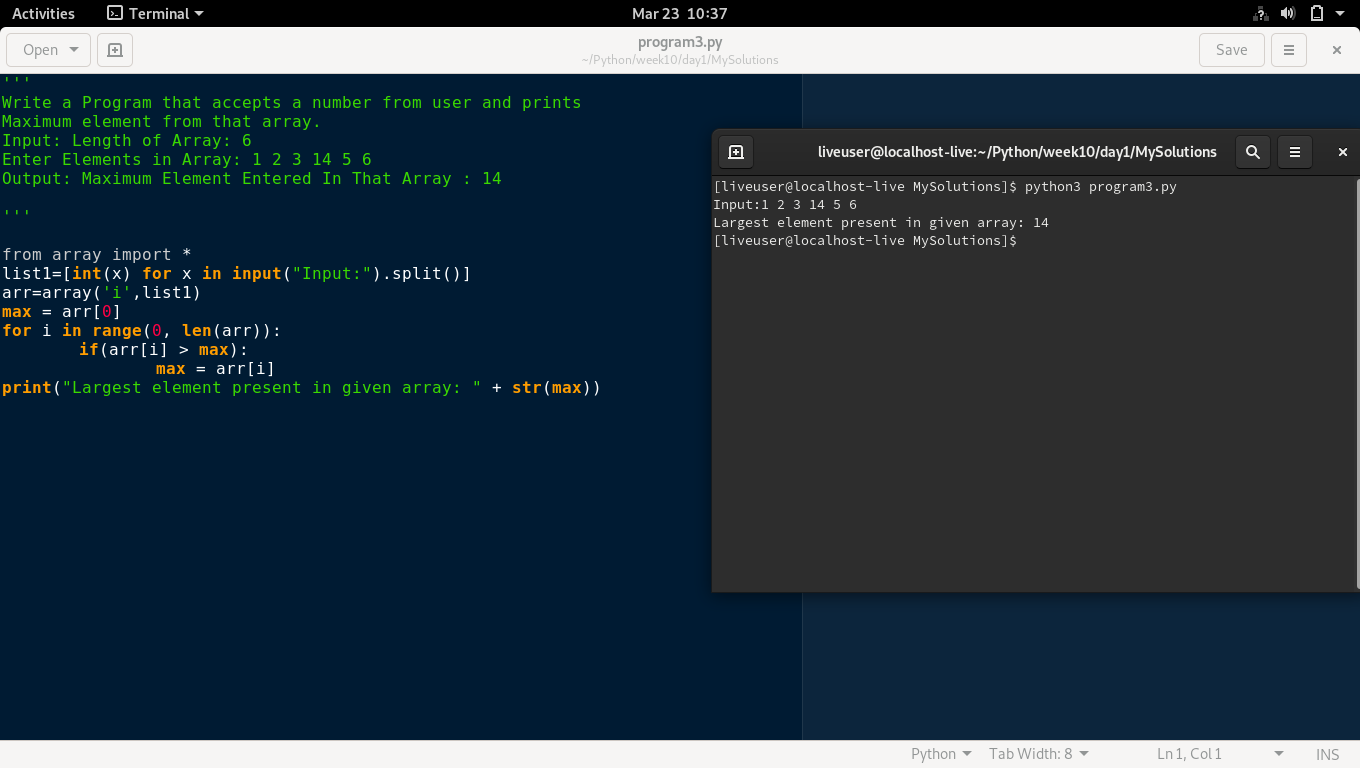 Activities Terminal Mar 23 10:37
Open program3.py Save
~/Python/week10/day1/MySolutions
'''
Write a Program that accepts a number from user and prints
Maximum element from that array.
Input: Length of Array: 6
Enter Elements in Array: 1 2 3 14 5 6
Output: Maximum Element Entered In That Array : 14
'''
from array import *
list1=[int(x) for x in input("Input:").split()]
arr=array('i',list1)
max = arr[0]
for i in range(0, len(arr)):
        if(arr[i] > max):
                max = arr[i]
print("Largest element present in given array: " + str(max))
liveuser@localhost-live:~/Python/week10/day1/MySolutions
[liveuser@localhost-live MySolutions]$ python3 program3.py
Input:1 2 3 14 5 6
Largest element present in given array: 14
[liveuser@localhost-live MySolutions]$
Python Tab Width: 8 Ln 1, Col 1 INS